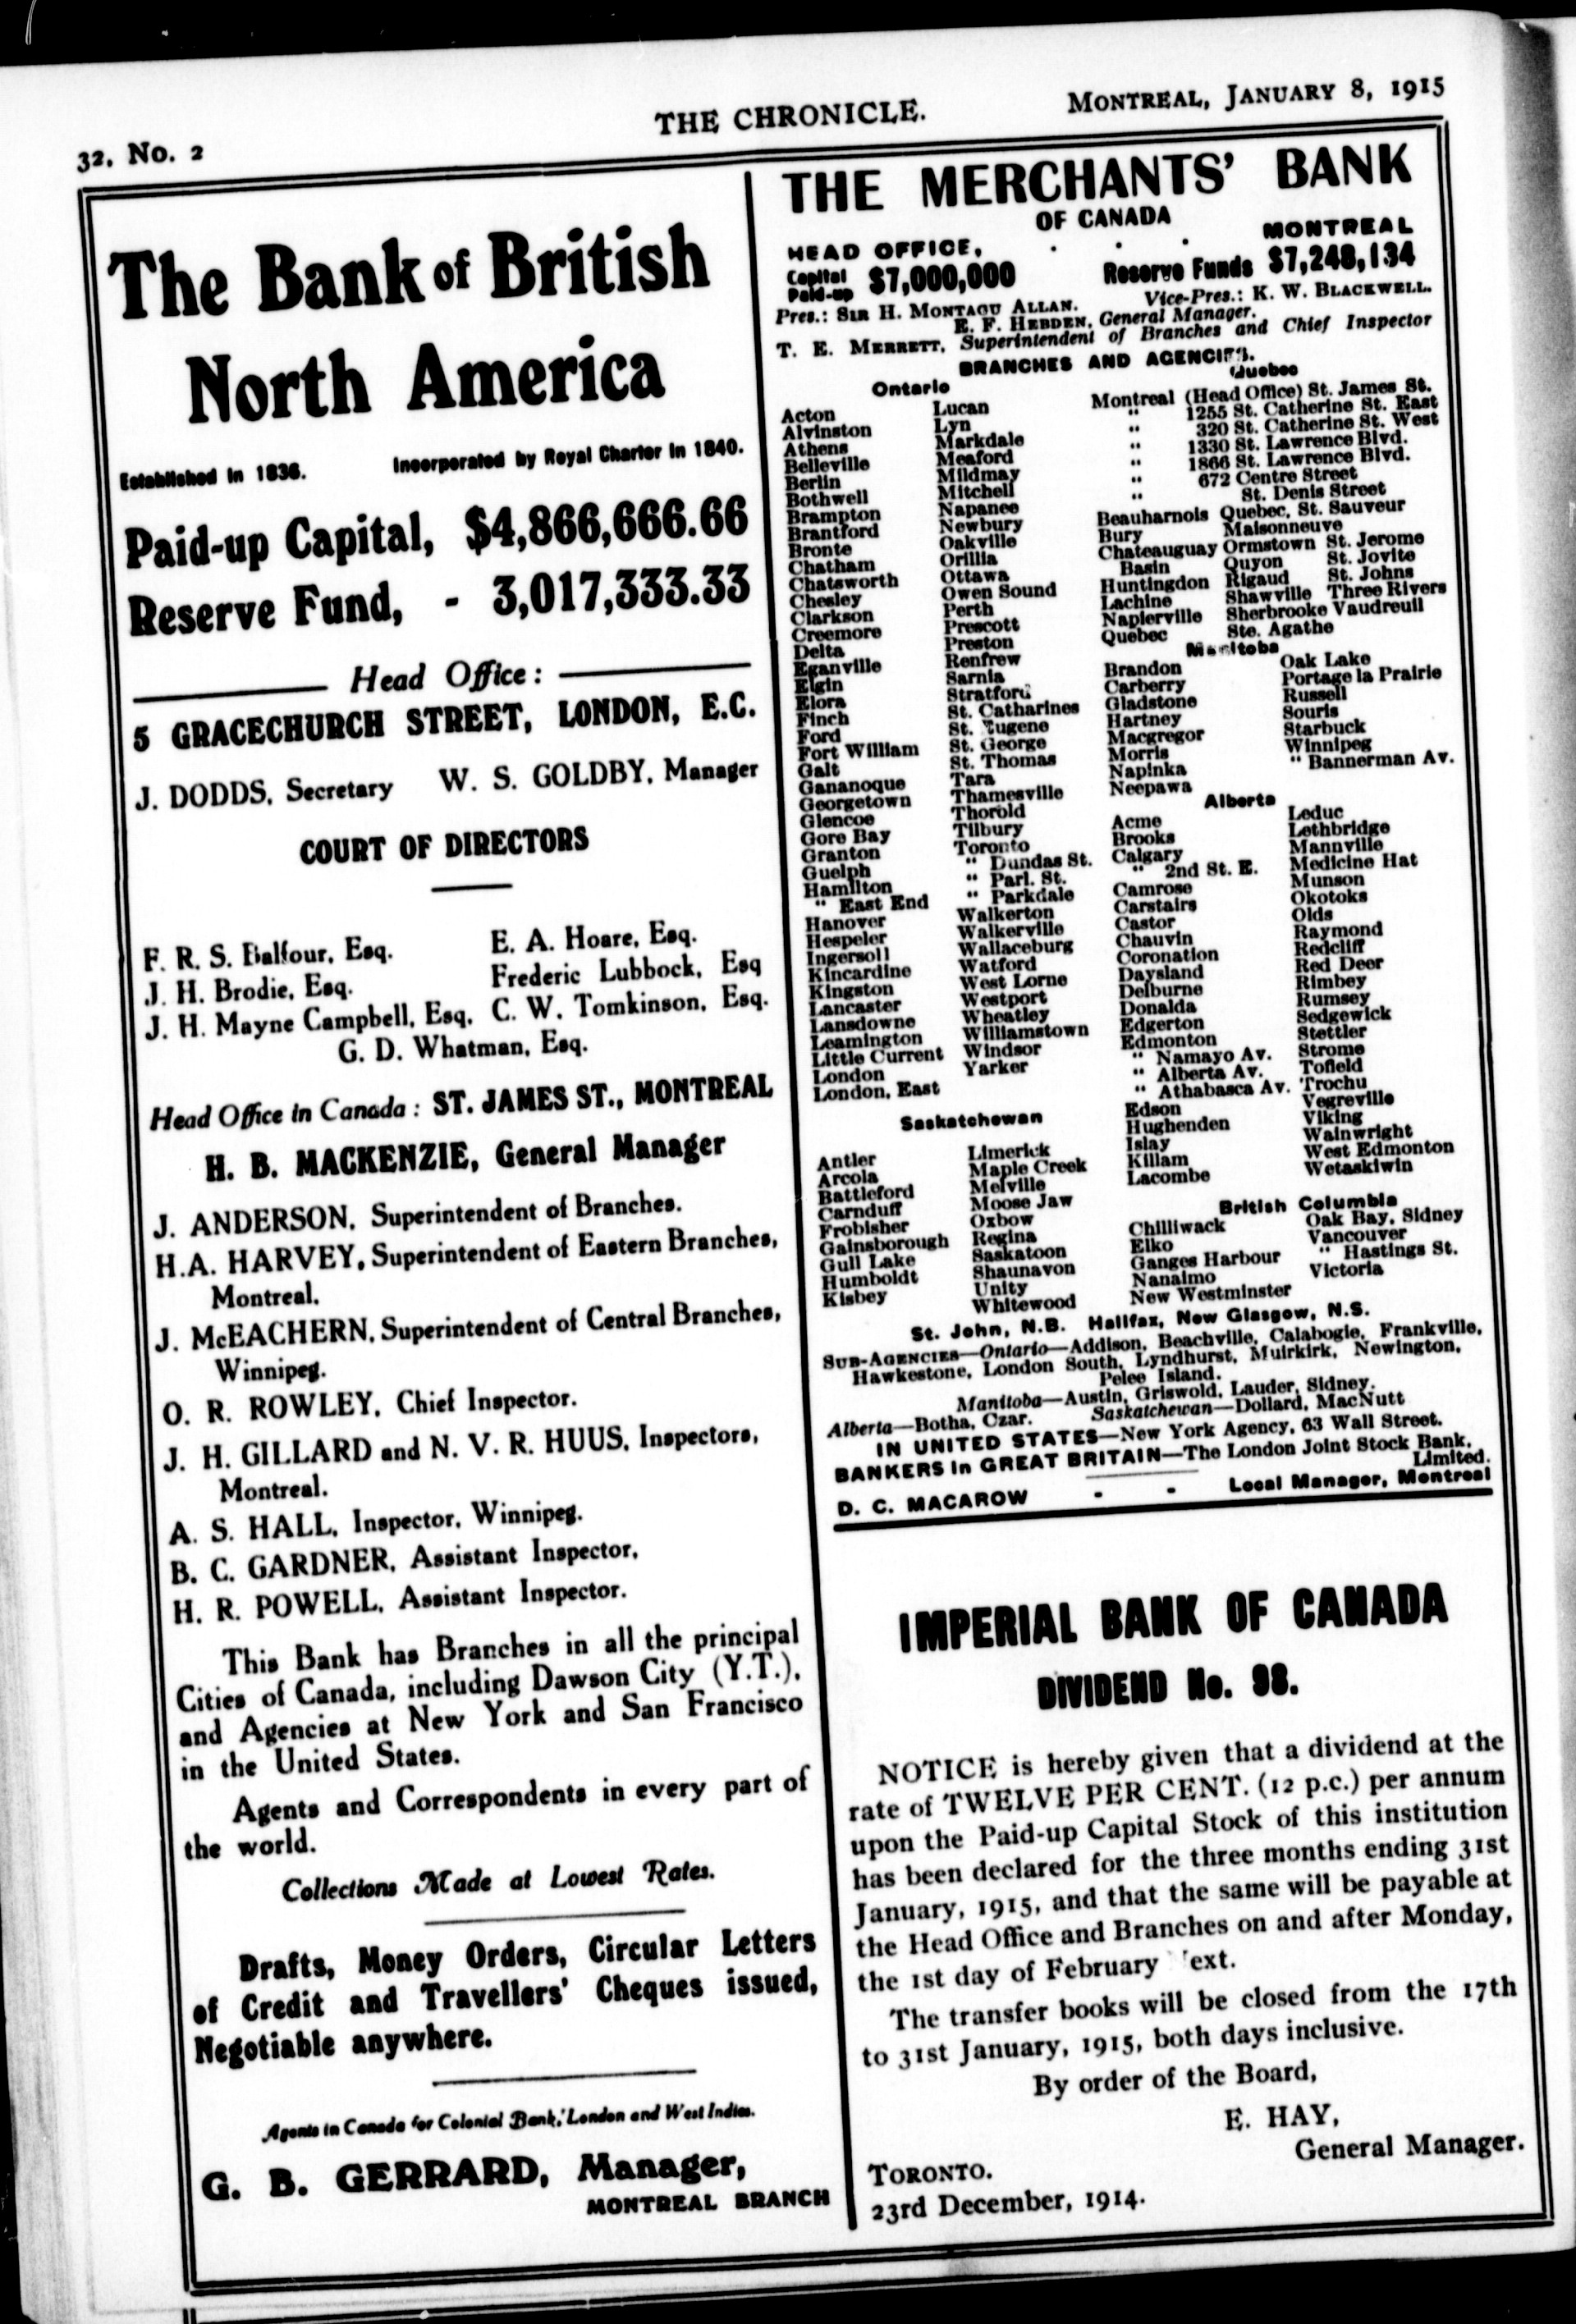 32. No. 2
THE CHRONICLE.
MONTREAL, JANUARY 8, 1915
The Bank of British
North America
Established in 1836.
Incorporated by Royal Charter in 1840.
Paid-up Capital, $4,866,666.66
Reserve Fund, - 3,017,333.33
Head Office:
5 GRACECHURCH STREET, LONDON, E.C.
J. DODDS, Secretary W. S. GOLDBY, Manager
COURT OF DIRECTORS
F. R. S. Balfour, Esq. E. A. Hoare, Esq.
J. H. Brodie, Esq. Frederic Lubbock, Esq
J. H. Mayne Campbell, Esq. C. W. Tomkinson, Esq.
G. D. Whatman, Esq.
Head Office in Canada: ST. JAMES ST., MONTREAL
H. B. MACKENZIE, General Manager
J. ANDERSON, Superintendent of Branches.
H.A. HARVEY, Superintendent of Eastern Branches,
Montreal.
J. McEACHERN, Superintendent of Central Branches,
Winnipeg.
O. R. ROWLEY, Chief Inspector.
J. H. GILLARD and N. V. R. HUUS, Inspectors,
Montreal.
A. S. HALL, Inspector, Winnipeg.
B. C. GARDNER, Assistant Inspector,
H. R. POWELL, Assistant Inspector.
This Bank has Branches in all the principal
Cities of Canada, including Dawson City (Y.T.),
and Agencies at New York and San Francisco
in the United States.
Agents and Correspondents in every part of
the world.
Collections Made at Lowest Rates.
Drafts, Money Orders, Circular Letters
of Credit and Travellers' Cheques issued,
Negotiable anywhere.
Agents in Canada for Colonial Bank, London and West Indies.
G. B. GERRARD, Manager,
MONTREAL BRANCH
THE MERCHANTS' BANK
OF CANADA
HEAD OFFICE, . . . MONTREAL
Capital Paid-up $7,000,000 Reserve Funds $7,248,134
Pres.: SIR H. MONTAGU ALLAN. Vice-Pres.: K. W. BLACKWELL.
E. F. HEBDEN, General Manager.
T. E. MERRETT, Superintendent of Branches and Chief Inspector
BRANCHES AND AGENCIES.
Ontario
Acton Lucan
Alvinston Lyn
Athens Markdale
Belleville Meaford
Berlin Mildmay
Bothwell Mitchell
Brampton Napanee
Brantford Newbury
Bronte Oakville
Chatham Orillia
Chatsworth Ottawa
Chesley Owen Sound
Clarkson Perth
Creemore Prescott
Delta Preston
Eganville Renfrew
Elgin Sarnia
Elora Stratford
Finch St. Catharines
Ford St. Eugene
Fort William St. George
Galt St. Thomas
Gananoque Tara
Georgetown Thamesville
Glencoe Thorold
Gore Bay Tilbury
Granton Toronto
Guelph " Dundas St.
Hamilton " Parl. St.
" East End " Parkdale
Hanover Walkerton
Hespeler Walkerville
Ingersoll Wallaceburg
Kincardine Watford
Kingston West Lorne
Lancaster Westport
Lansdowne Wheatley
Leamington Williamstown
Little Current Windsor
London Yarker
London, East
Saskatchewan
Antler Limerick
Arcola Maple Creek
Battleford Melville
Carnduff Moose Jaw
Frobisher Oxbow
Gainsborough Regina
Gull Lake Saskatoon
Humboldt Shaunavon
Kisbey Unity
Whitewood
Quebec
Montreal (Head Office) St. James St.
" 1255 St. Catherine St. East
" 320 St. Catherine St. West
" 1330 St. Lawrence Blvd.
" 1866 St. Lawrence Blvd.
" 672 Centre Street
" St. Denis Street
Beauharnois Quebec, St. Sauveur
Bury Maisonneuve
Chateauguay Ormstown St. Jerome
Basin Quyon St. Jovite
Huntingdon Rigaud St. Johns
Lachine Shawville Three Rivers
Napierville Sherbrooke Vaudreuil
Quebec Ste. Agathe
Manitoba
Brandon Oak Lake
Carberry Portage la Prairie
Gladstone Russell
Hartney Souris
Macgregor Starbuck
Morris Winnipeg
Napinka " Bannerman Av.
Neepawa
Alberta
Acme Leduc
Brooks Lethbridge
Calgary Mannville
" 2nd St. E. Medicine Hat
Camrose Munson
Carstairs Okotoks
Castor Olds
Chauvin Raymond
Coronation Redcliff
Daysland Red Deer
Delburne Rimbey
Donalda Rumsey
Edgerton Sedgewick
Edmonton Stettler
" Namayo Av. Strome
" Alberta Av. Tofield
" Athabasca Av. Trochu
Edson Vegreville
Hughenden Viking
Islay Wainwright
Killam West Edmonton
Lacombe Wetaskiwin
British Columbia
Chilliwack Oak Bay, Sidney
Elko Vancouver
Ganges Harbour " Hastings St.
Nanaimo Victoria
New Westminster
St. John, N.B. Halifax, New Glasgow, N.S.
SUB-AGENCIES—Ontario—Addison, Beachville, Calabogie, Frankville,
Hawkestone, London South, Lyndhurst, Muirkirk, Newington,
Pelee Island.
Manitoba—Austin, Griswold, Lauder, Sidney.
Alberta—Botha, Czar. Saskatchewan—Dollard, MacNutt
IN UNITED STATES—New York Agency, 63 Wall Street.
BANKERS in GREAT BRITAIN—The London Joint Stock Bank,
Limited.
D. C. MACAROW - - Local Manager, Montreal
IMPERIAL BANK OF CANADA
DIVIDEND No. 98.
NOTICE is hereby given that a dividend at the
rate of TWELVE PER CENT. (12 p.c.) per annum
upon the Paid-up Capital Stock of this institution
has been declared for the three months ending 31st
January, 1915, and that the same will be payable at
the Head Office and Branches on and after Monday,
the 1st day of February ext.
The transfer books will be closed from the 17th
to 31st January, 1915, both days inclusive.
By order of the Board,
E. HAY,
General Manager.
TORONTO.
23rd December, 1914.